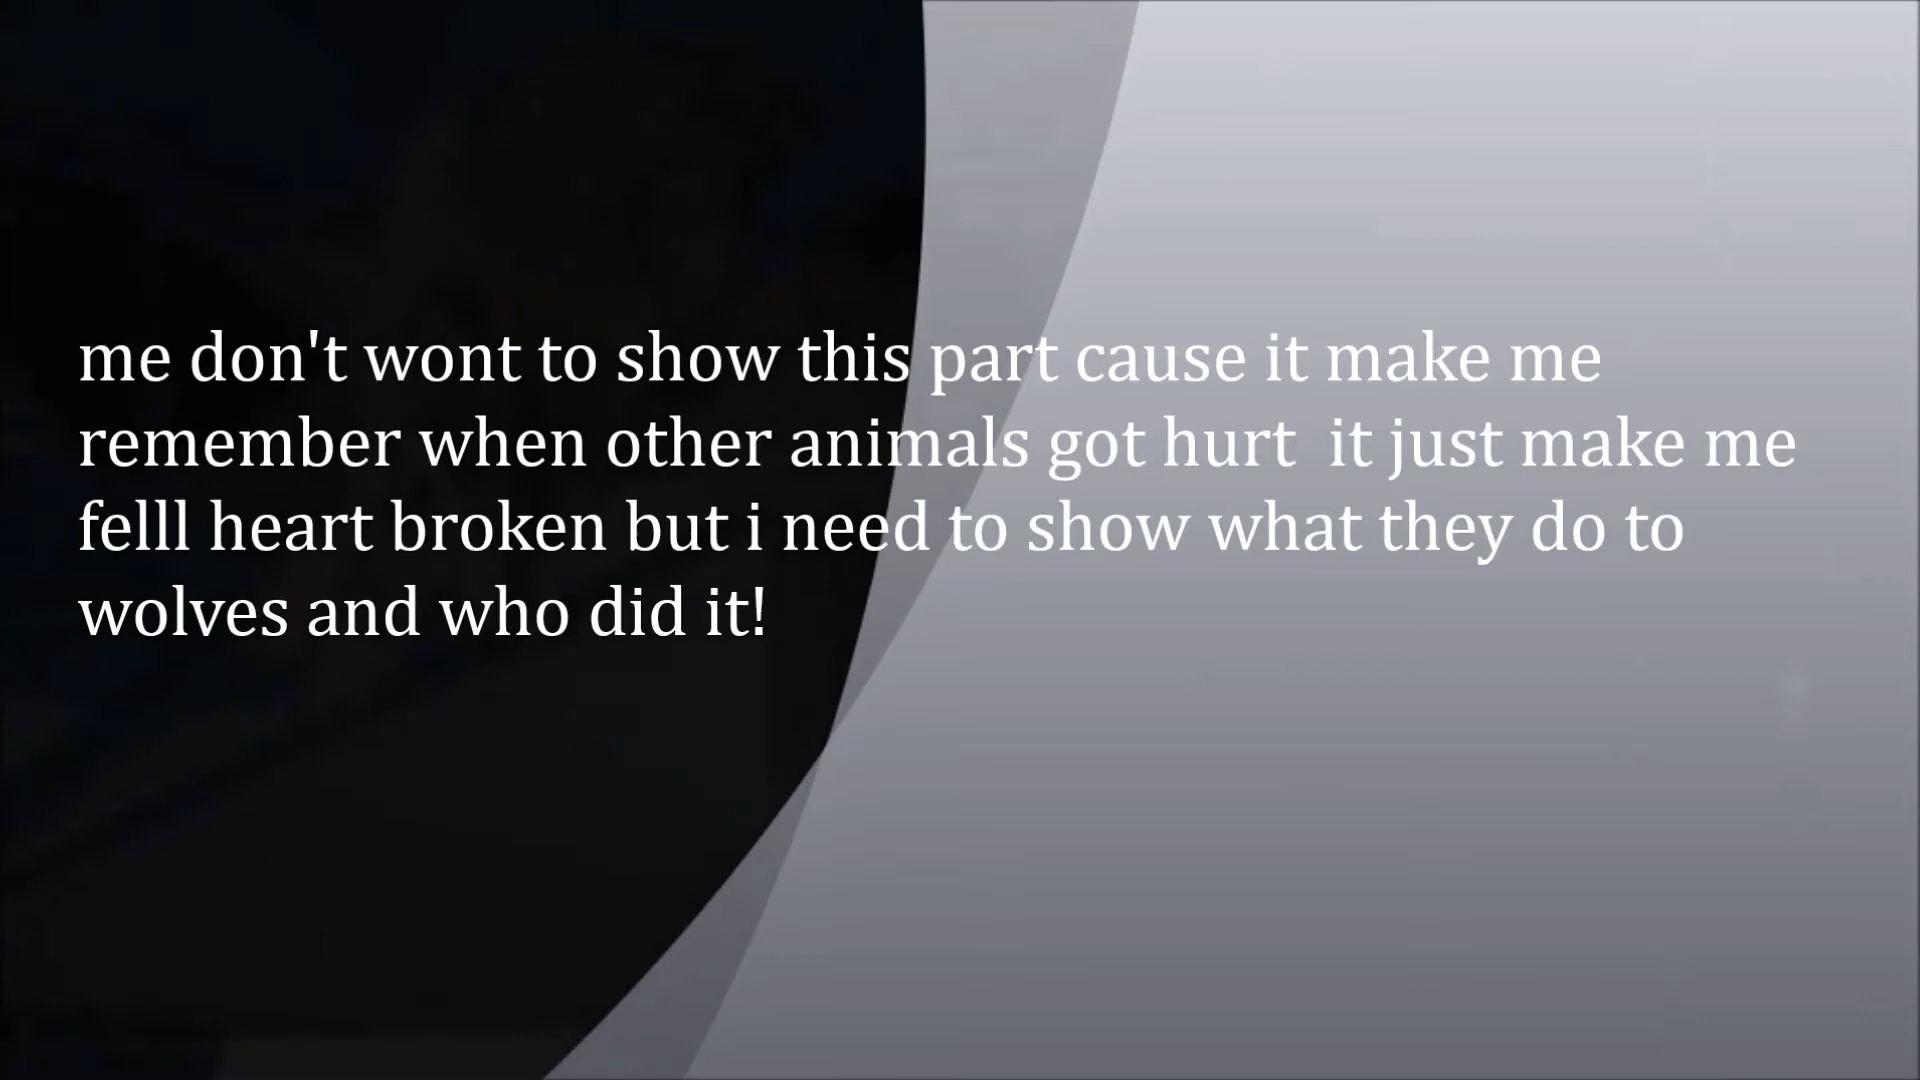 me don't wont to show this part cause it make me
remember when other animals got hurt  it just make me
felll heart broken but i need to show what they do to
wolves and who did it!